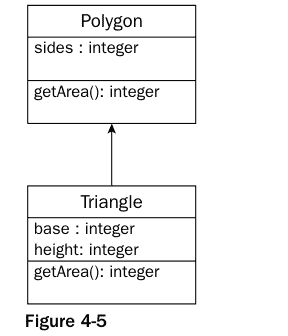 Polygon
sides : integer
getArea(): integer
Triangle
base : integer
height: integer
getArea(): integer
Figure 4-5